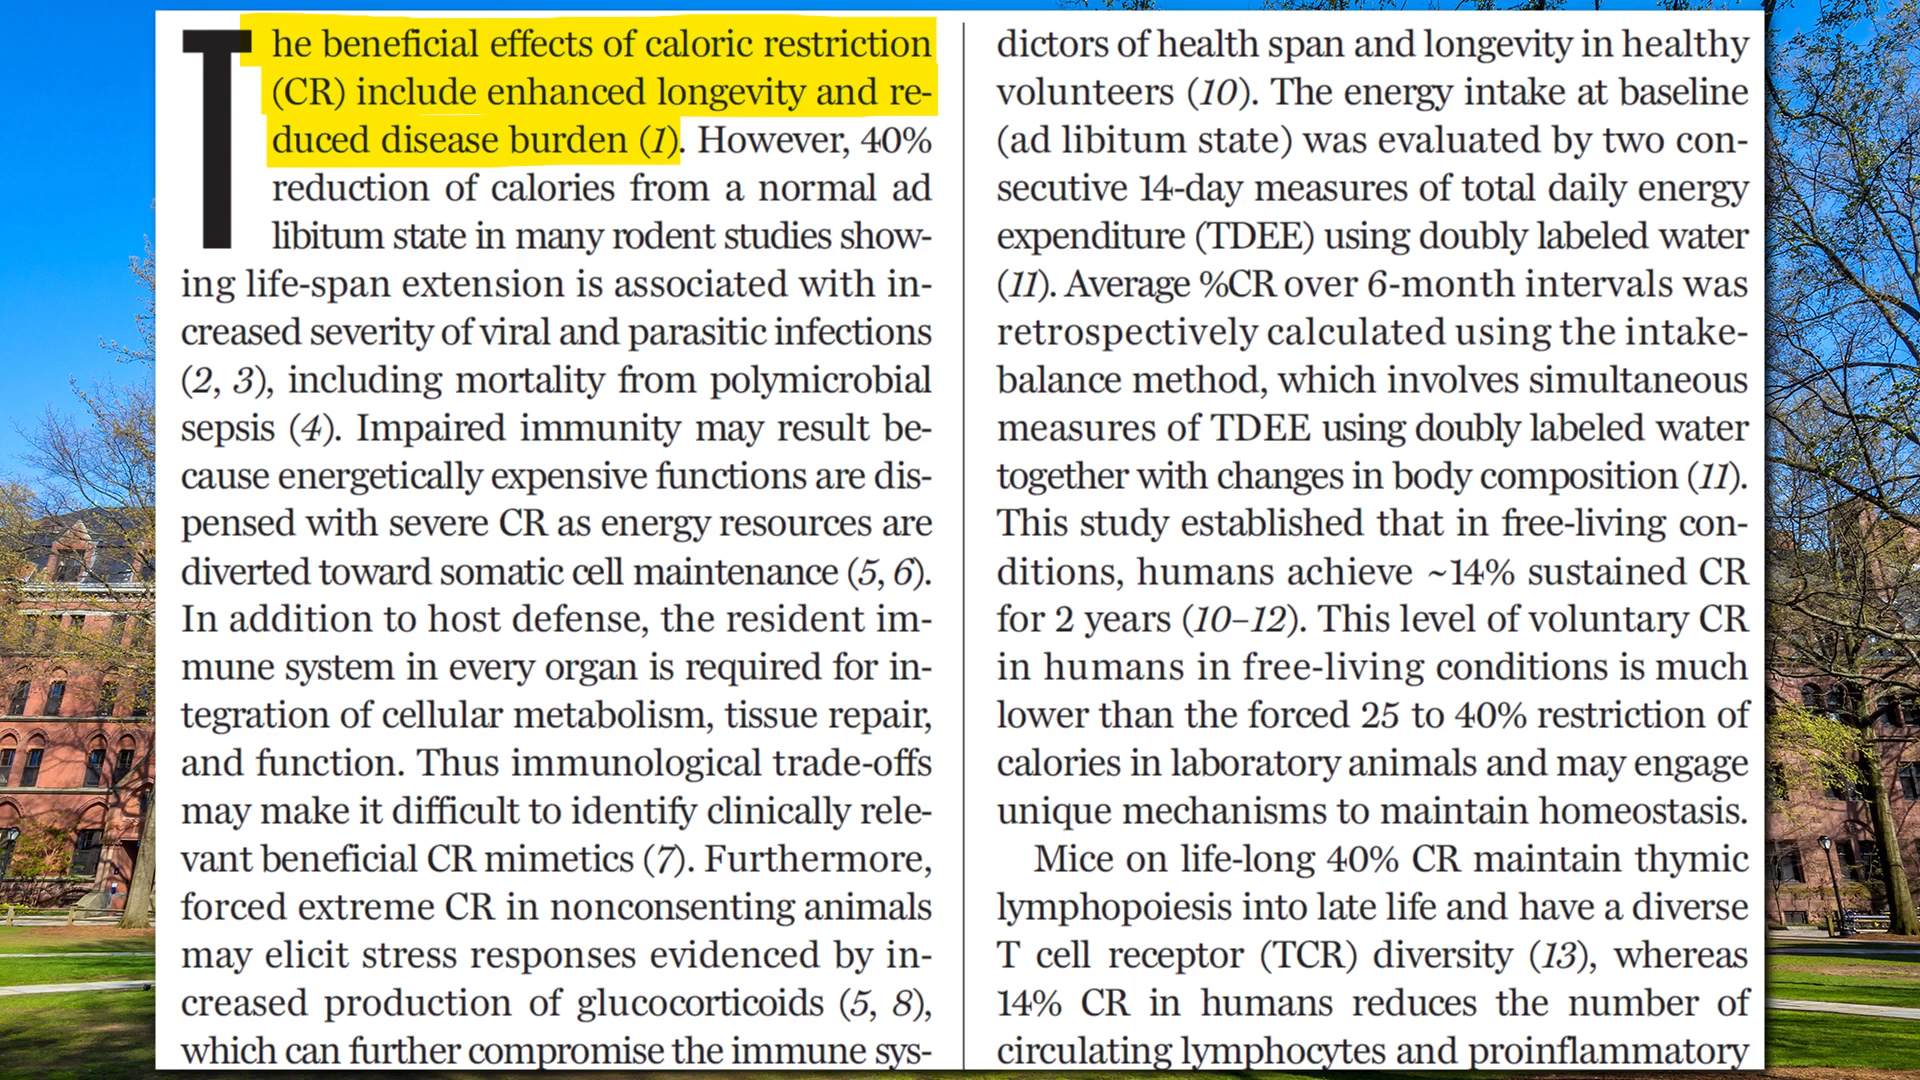 The beneficial effects of caloric restriction
(CR) include enhanced longevity and re-
duced disease burden (1). However, 40%
reduction of calories from a normal ad
libitum state in many rodent studies show-
ing life-span extension is associated with in-
creased severity of viral and parasitic infections
(2, 3), including mortality from polymicrobial
sepsis (4). Impaired immunity may result be-
cause energetically expensive functions are dis-
pensed with severe CR as energy resources are
diverted toward somatic cell maintenance (5, 6).
In addition to host defense, the resident im-
mune system in every organ is required for in-
tegration of cellular metabolism, tissue repair,
and function. Thus immunological trade-offs
may make it difficult to identify clinically rele-
vant beneficial CR mimetics (7). Furthermore,
forced extreme CR in nonconsenting animals
may elicit stress responses evidenced by in-
creased production of glucocorticoids (5, 8),
which can further compromise the immune sys-
dictors of health span and longevity in healthy
volunteers (10). The energy intake at baseline
(ad libitum state) was evaluated by two con-
secutive 14-day measures of total daily energy
expenditure (TDEE) using doubly labeled water
(11). Average %CR over 6-month intervals was
retrospectively calculated using the intake-
balance method, which involves simultaneous
measures of TDEE using doubly labeled water
together with changes in body composition (11).
This study established that in free-living con-
ditions, humans achieve ~14% sustained CR
for 2 years (10–12). This level of voluntary CR
in humans in free-living conditions is much
lower than the forced 25 to 40% restriction of
calories in laboratory animals and may engage
unique mechanisms to maintain homeostasis.
Mice on life-long 40% CR maintain thymic
lymphopoiesis into late life and have a diverse
T cell receptor (TCR) diversity (13), whereas
14% CR in humans reduces the number of
circulating lymphocytes and proinflammatory